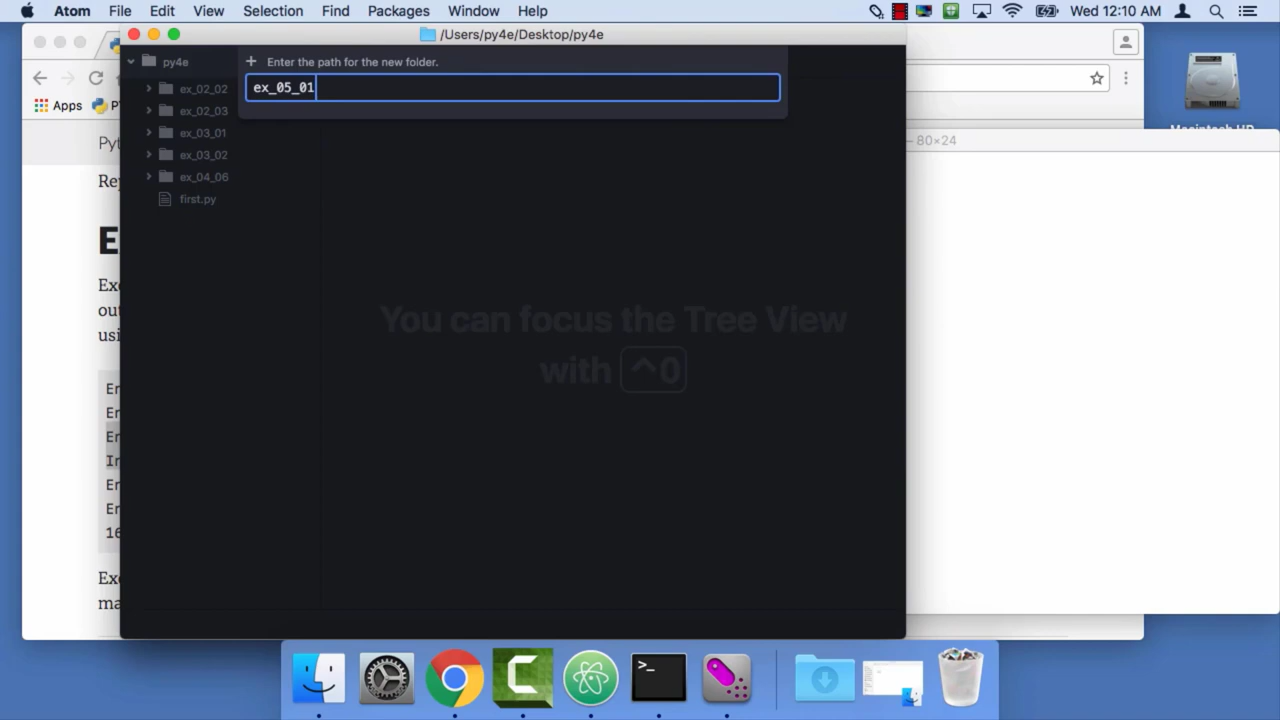 Atom File Edit View Selection Find Packages Window Help Wed 12:10 AM
/Users/py4e/Desktop/py4e
py4e
Enter the path for the new folder.
ex_05_01
ex_02_02
ex_02_03
ex_03_01
ex_03_02
ex_04_06
first.py
You can focus the Tree View
with ^0
Apps
80×24